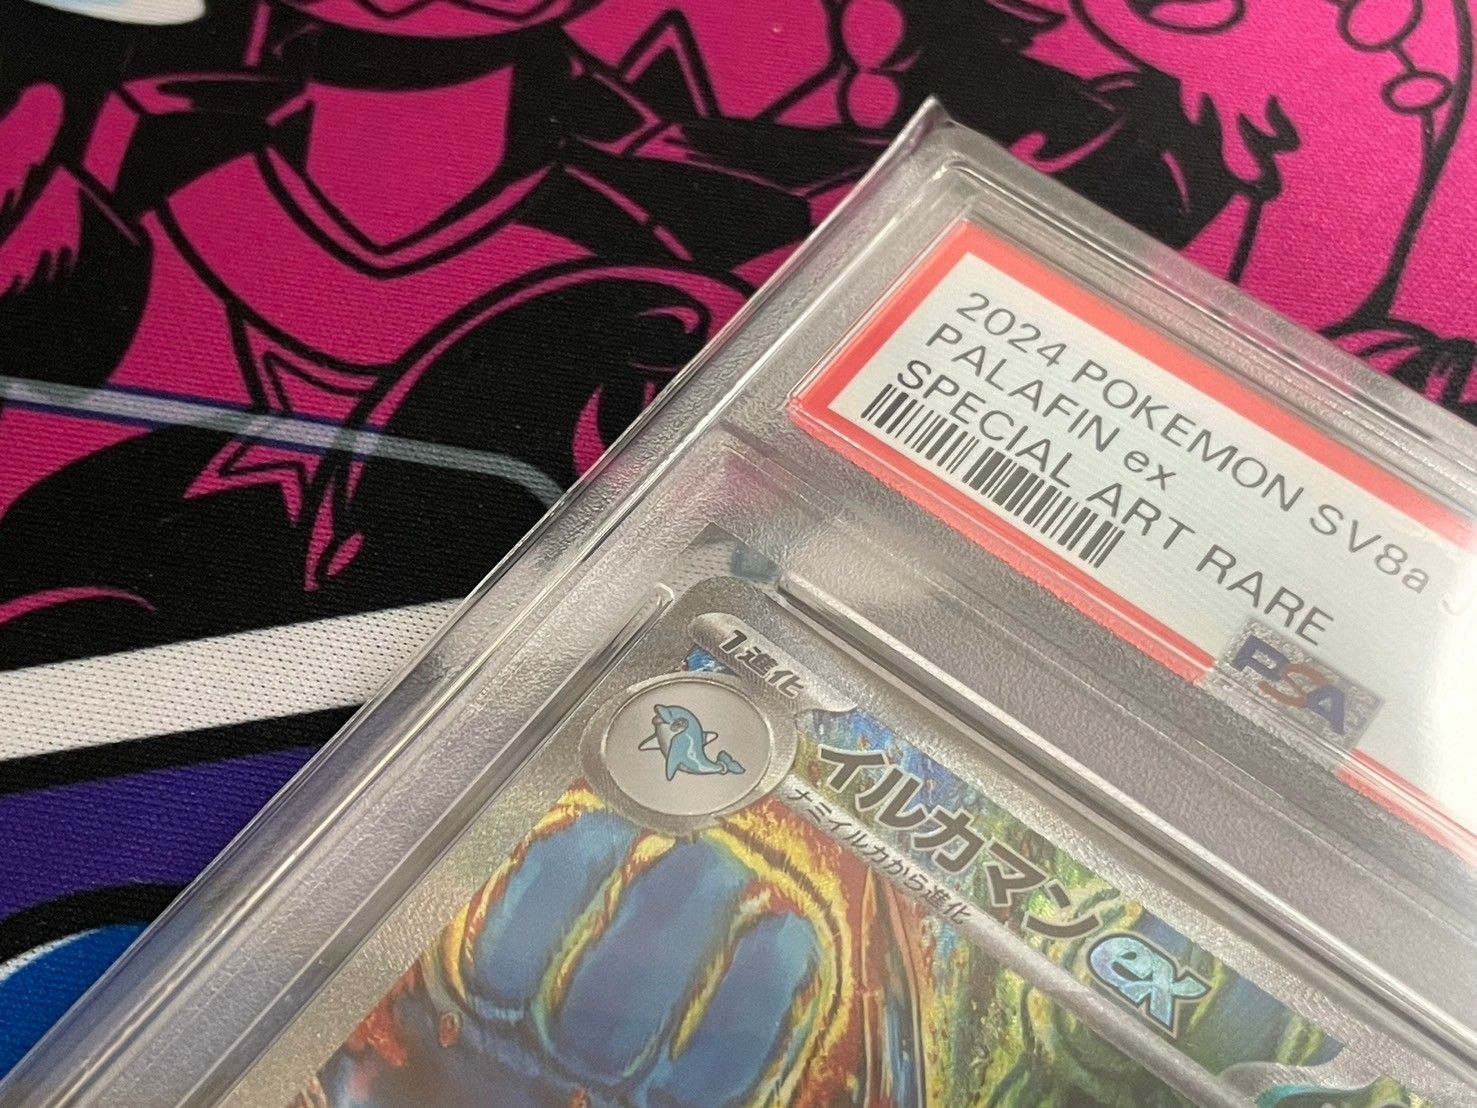 2024 POKEMON SV8a
PALAFIN ex
SPECIAL ART RARE
PSA
1進化
イルカマンex
ナミイルカから進化